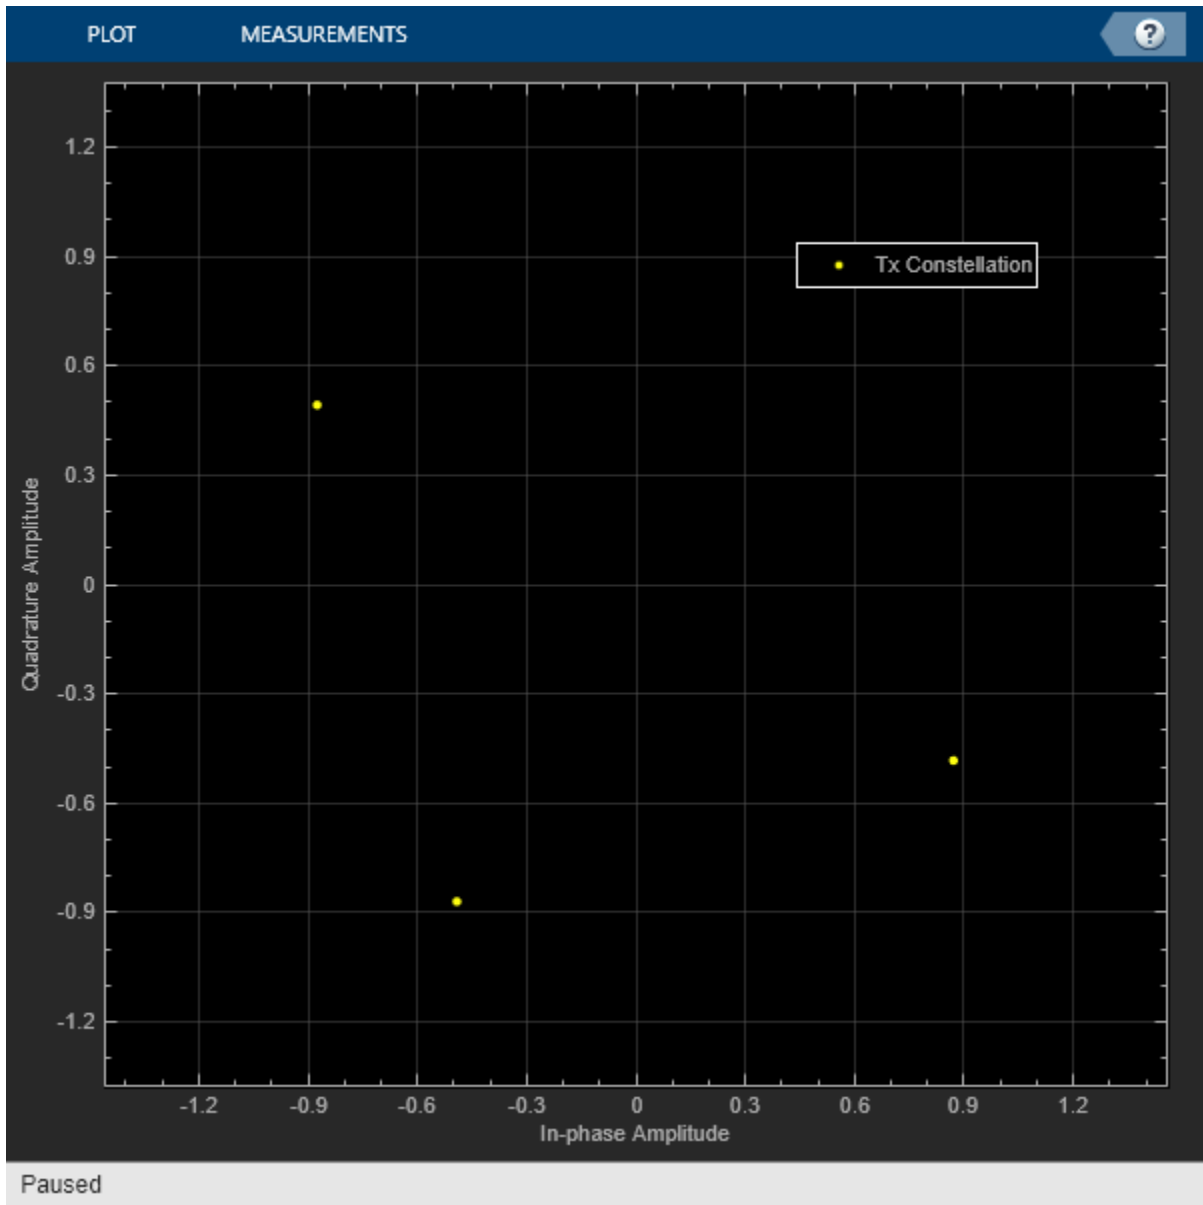 PLOT MEASUREMENTS ?
1.2
0.9
Tx Constellation
0.6
0.3
0
-0.3
-0.6
-0.9
-1.2
Quadrature Amplitude
-1.2 -0.9 -0.6 -0.3 0 0.3 0.6 0.9 1.2
In-phase Amplitude
Paused